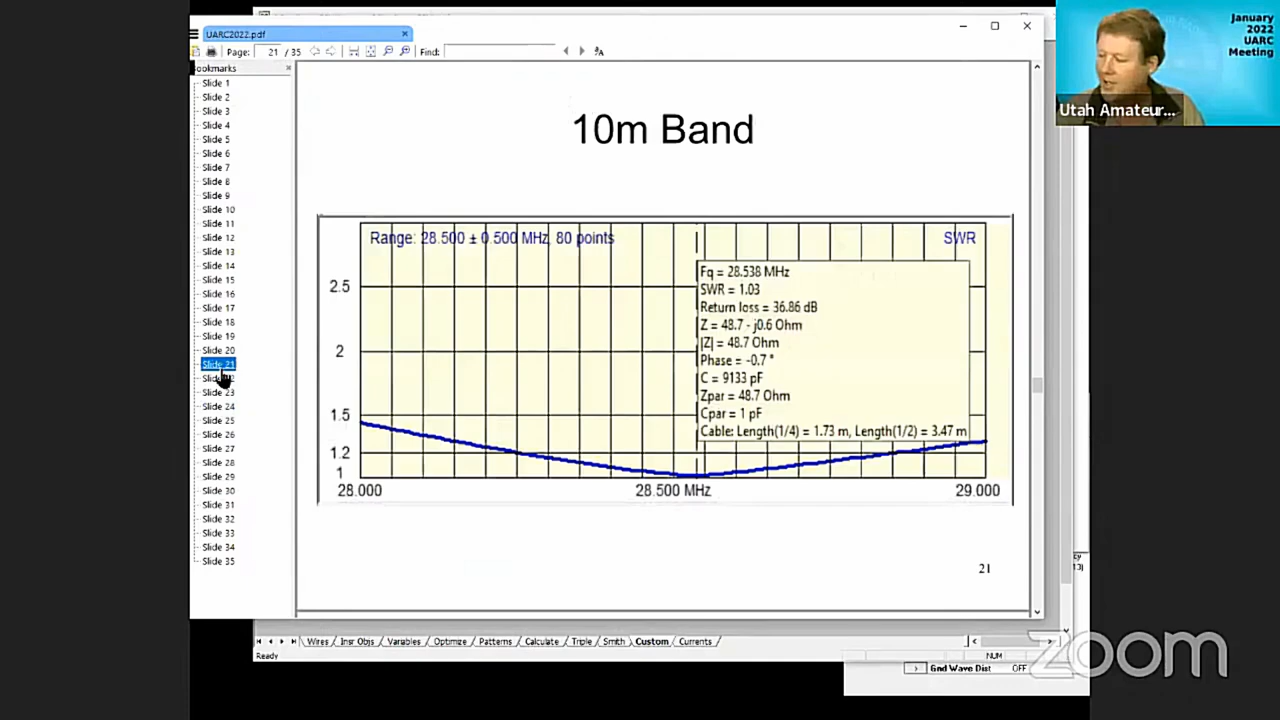 UARC2022.pdf
Page: 21 / 35 Find:
ookmarks
Slide 1
Slide 2
Slide 3
Slide 4
Slide 5
Slide 6
Slide 7
Slide 8
Slide 9
Slide 10
Slide 11
Slide 12
Slide 13
Slide 14
Slide 15
Slide 16
Slide 17
Slide 18
Slide 19
Slide 20
Slide 21
Slide 23
Slide 24
Slide 25
Slide 26
Slide 27
Slide 28
Slide 29
Slide 30
Slide 31
Slide 32
Slide 33
Slide 34
Slide 35
10m Band
Range: 28.500 ± 0.500 MHz, 80 points
SWR
2.5
2
1.5
1.2
1
Fq = 28.538 MHz
SWR = 1.03
Return loss = 36.86 dB
Z = 48.7 - j0.6 Ohm
|Z| = 48.7 Ohm
Phase = -0.7 °
C = 9133 pF
Zpar = 48.7 Ohm
Cpar = 1 pF
Cable: Length(1/4) = 1.73 m, Length(1/2) = 3.47 m
28.000 28.500 MHz 29.000
21
Wires Insr Objs Variables Optimize Patterns Calculate Triple Smith Custom Currents
Ready NUM
Gnd Wave Dist OFF
January
2022
UARC
Meeting
Utah Amateur...
zoom